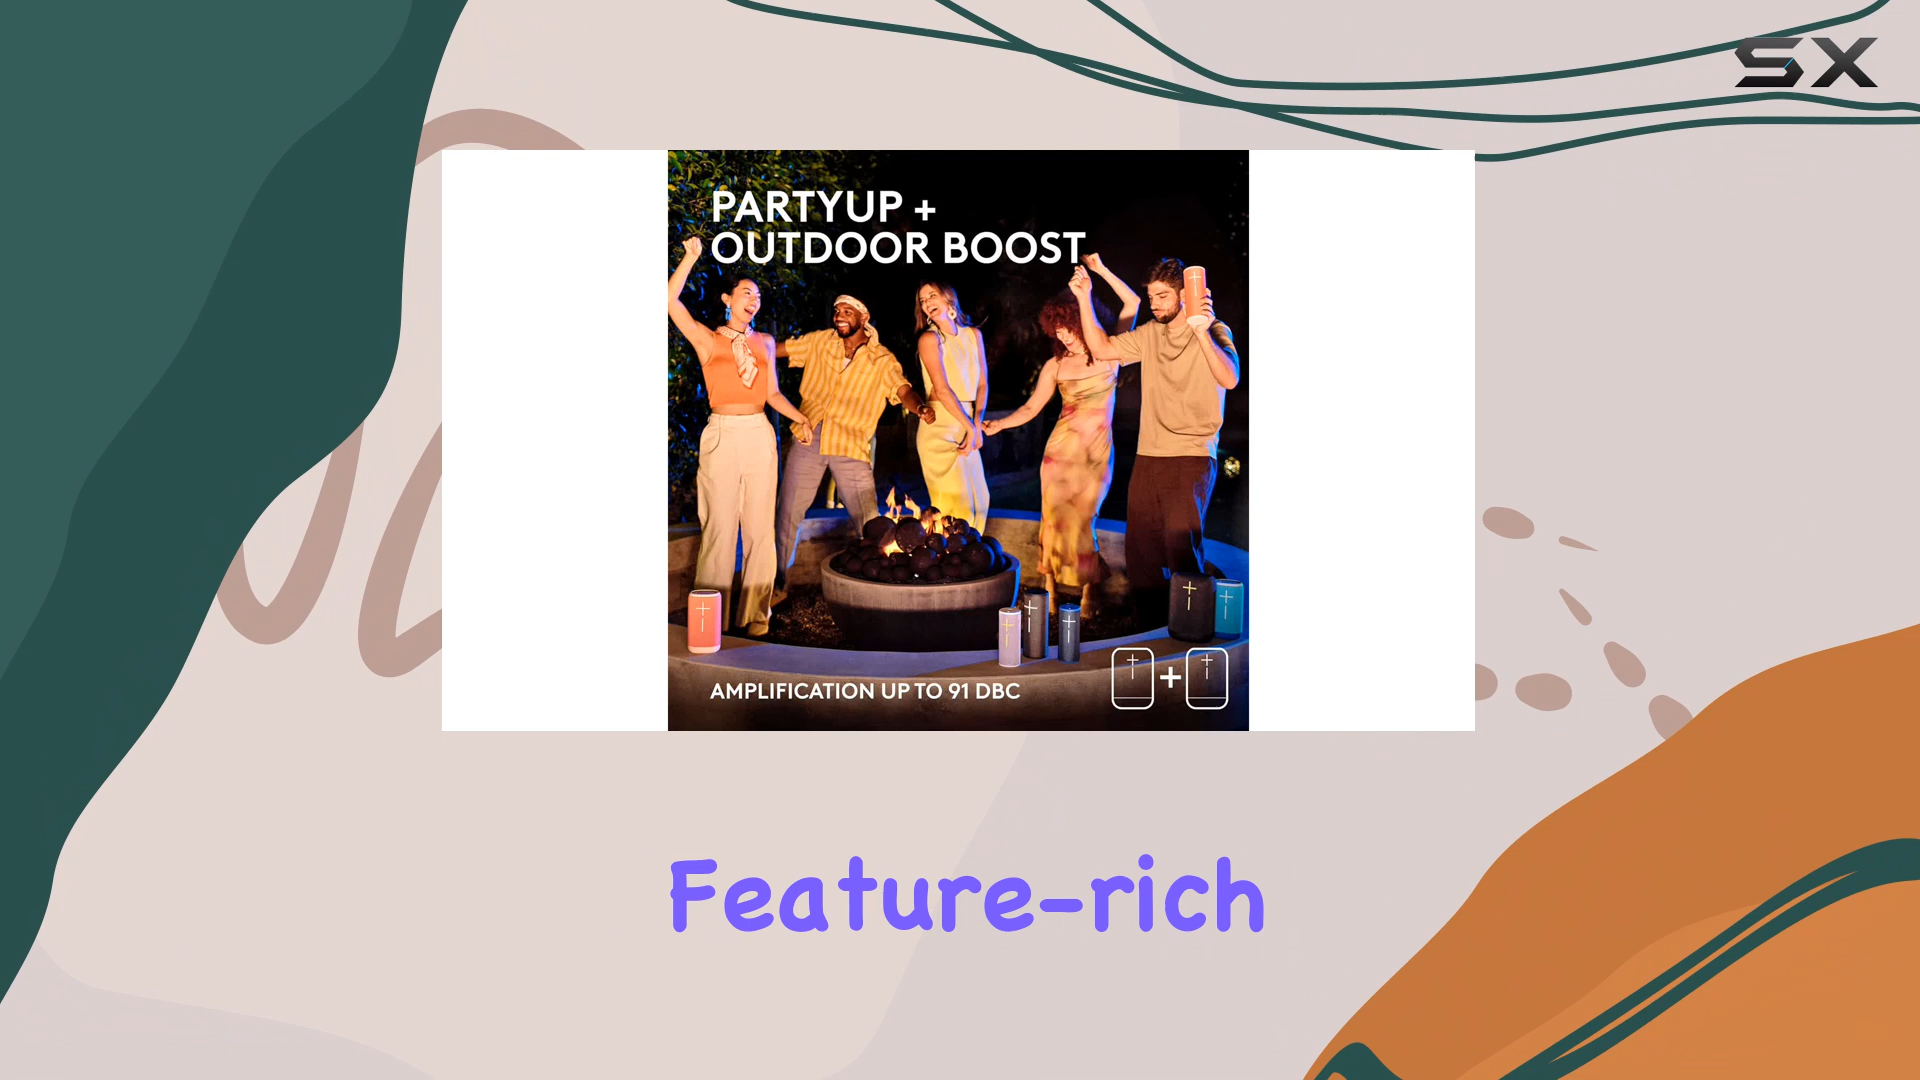 SX
PARTYUP +
OUTDOOR BOOST
AMPLIFICATION UP TO 91 DBC
Feature-rich